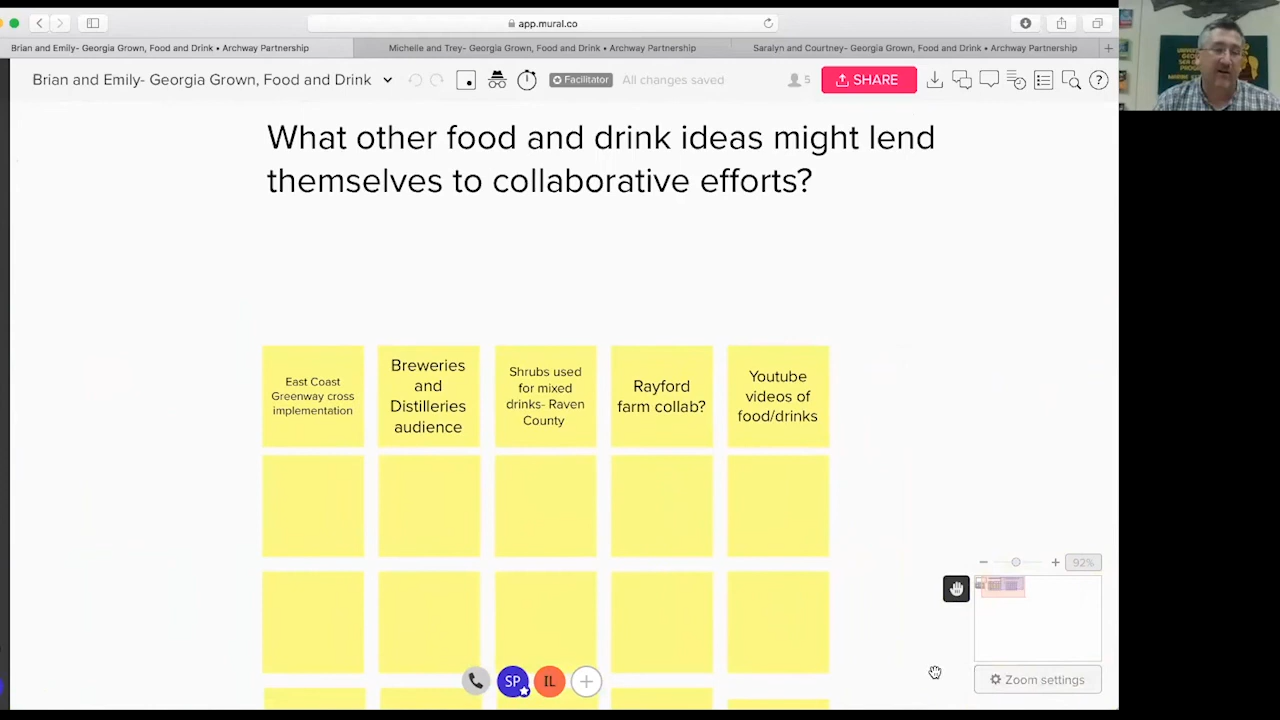 app.mural.co
Brian and Emily- Georgia Grown, Food and Drink • Archway Partnership
Michelle and Trey- Georgia Grown, Food and Drink • Archway Partnership
Saralyn and Courtney- Georgia Grown, Food and Drink • Archway Partnership
Brian and Emily- Georgia Grown, Food and Drink
Facilitator
All changes saved
5
SHARE
What other food and drink ideas might lend
themselves to collaborative efforts?
East Coast
Greenway cross
implementation
Breweries
and
Distilleries
audience
Shrubs used
for mixed
drinks- Raven
County
Rayford
farm collab?
Youtube
videos of
food/drinks
92%
SP
IL
Zoom settings